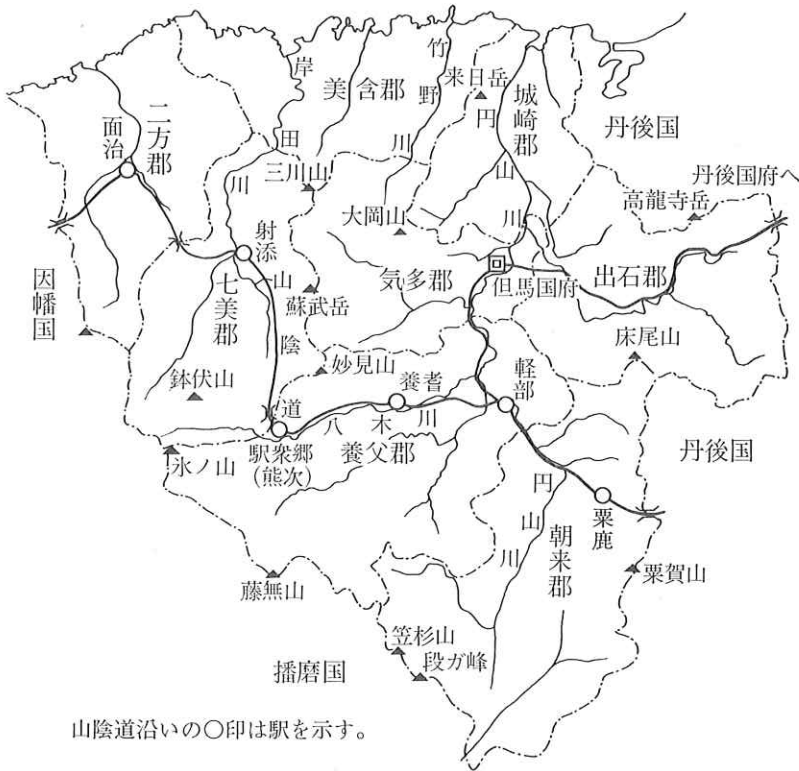 二方郡
面治
因幡国
岸田川
美含郡
竹野川
来日岳
城崎郡
円山川
丹後国
丹後国府へ
高龍寺岳
三川山
大岡山
射添
七美郡
山陰道
蘇武岳
気多郡
但馬国府
出石郡
床尾山
鉢伏山
妙見山
養耆
軽部
八木川
駅衆郷
(熊次)
養父郡
氷ノ山
丹後国
円山川
粟鹿
朝来郡
粟賀山
藤無山
笠杉山
段ガ峰
播磨国
山陰道沿いの〇印は駅を示す。